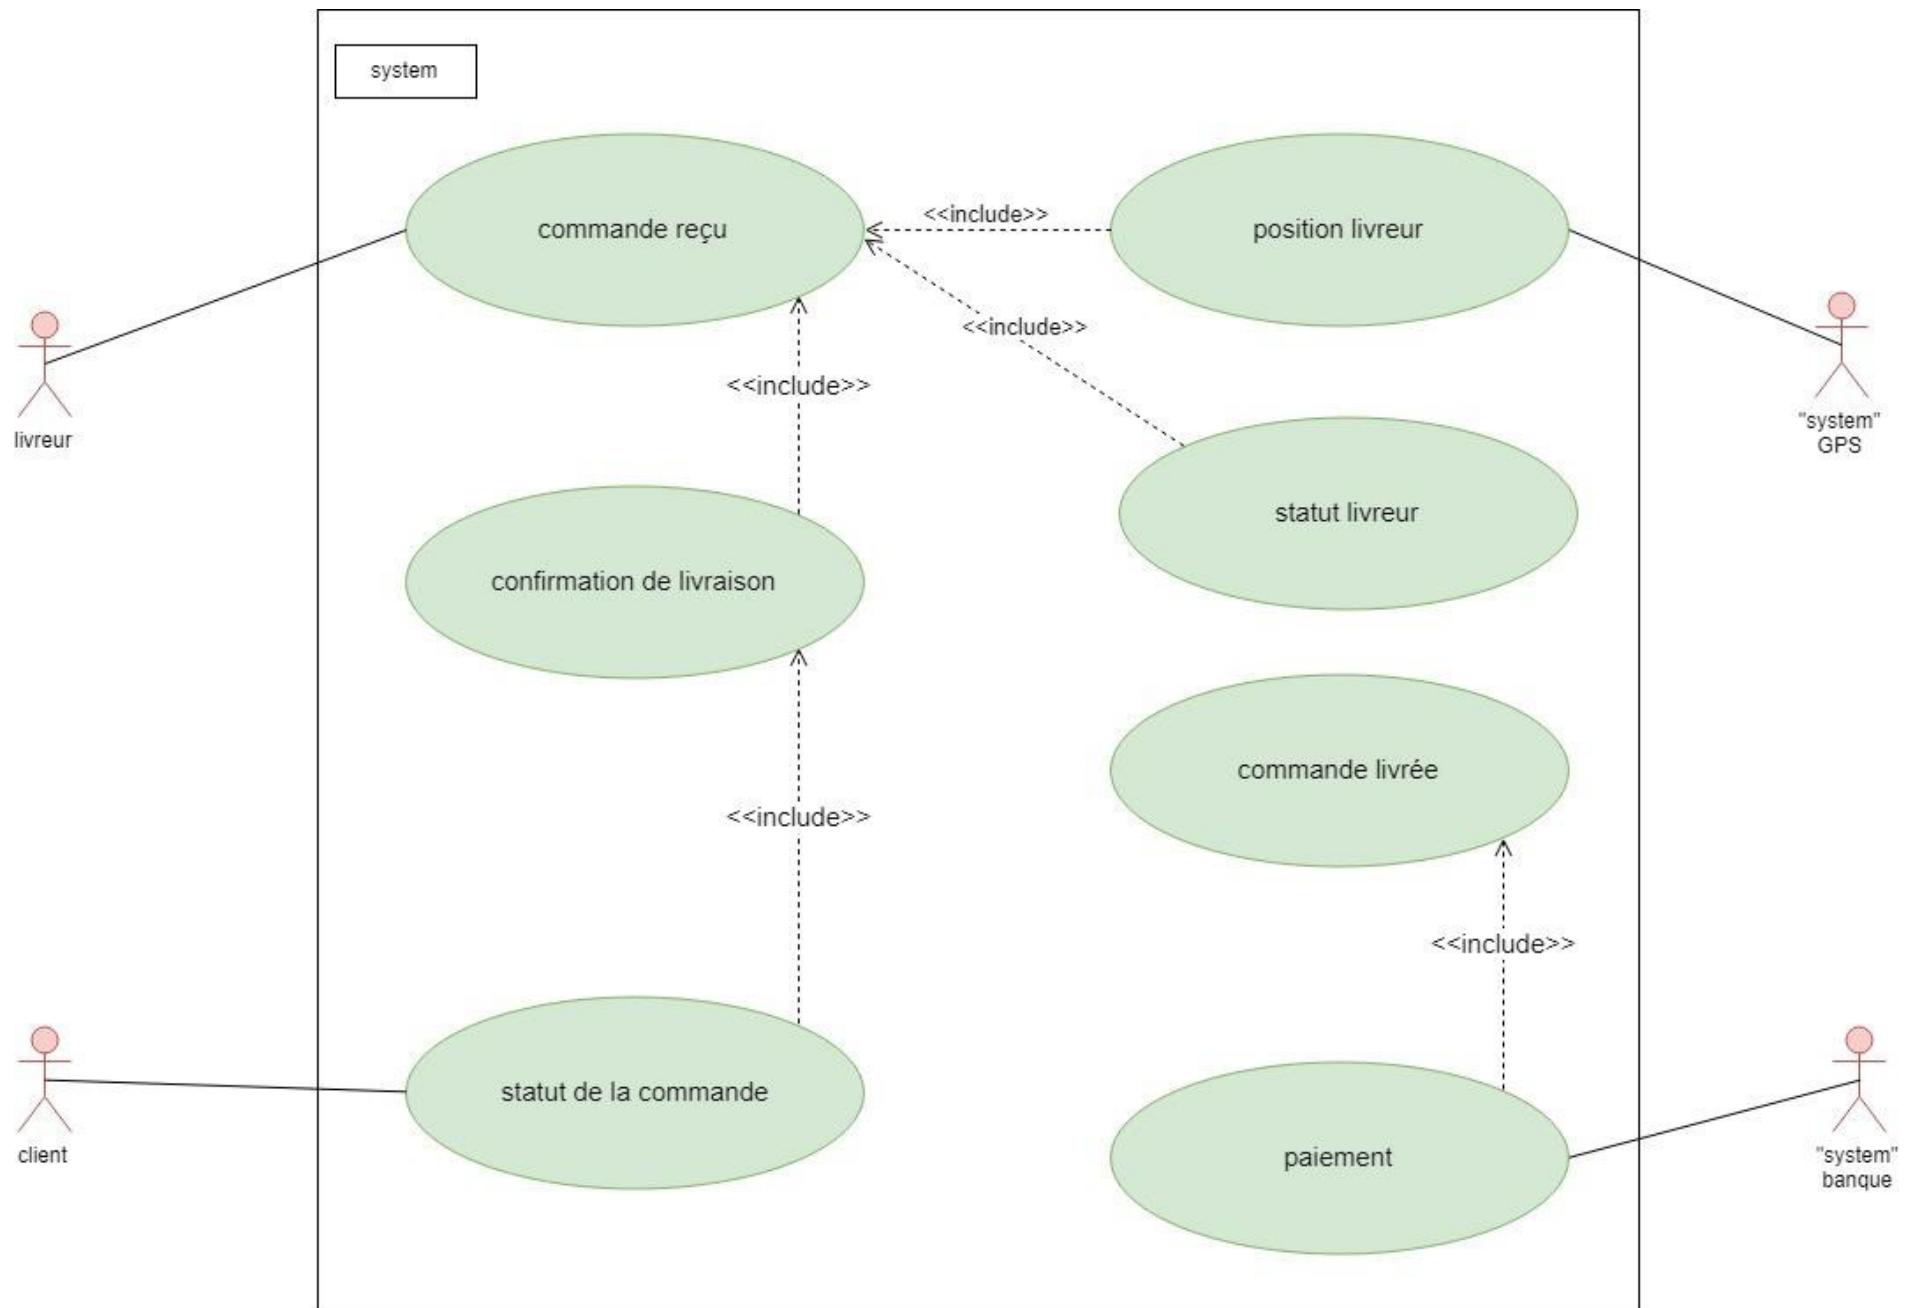 system
commande reçu
<<include>>
position livreur
<<include>>
<<include>>
livreur
"system"
GPS
statut livreur
confirmation de livraison
commande livrée
<<include>>
<<include>>
statut de la commande
client
paiement
"system"
banque